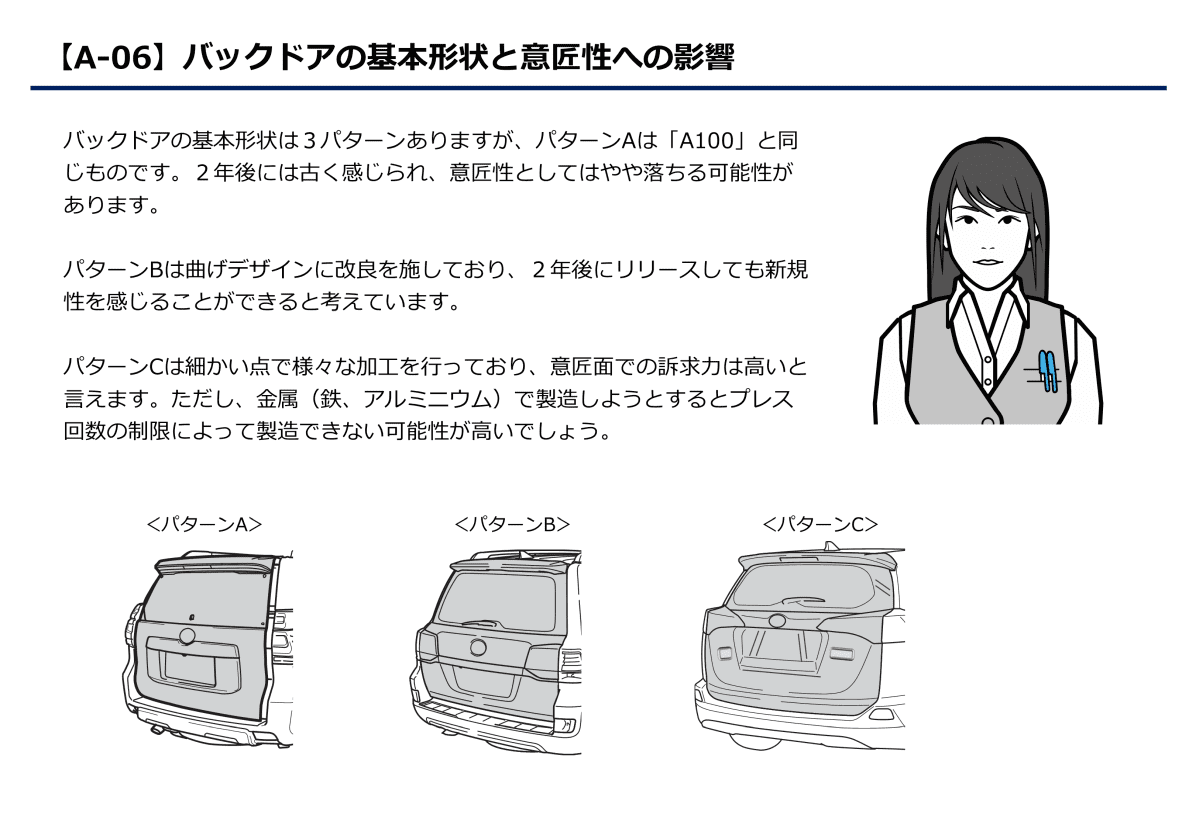 【A-06】バックドアの基本形状と意匠性への影響
バックドアの基本形状は３パターンありますが、パターンAは「A100」と同
じものです。２年後には古く感じられ、意匠性としてはやや落ちる可能性が
あります。
パターンBは曲げデザインに改良を施しており、２年後にリリースしても新規
性を感じることができると考えています。
パターンCは細かい点で様々な加工を行っており、意匠面での訴求力は高いと
言えます。ただし、金属（鉄、アルミニウム）で製造しようとするとプレス
回数の制限によって製造できない可能性が高いでしょう。
＜パターンA＞
＜パターンB＞
＜パターンC＞